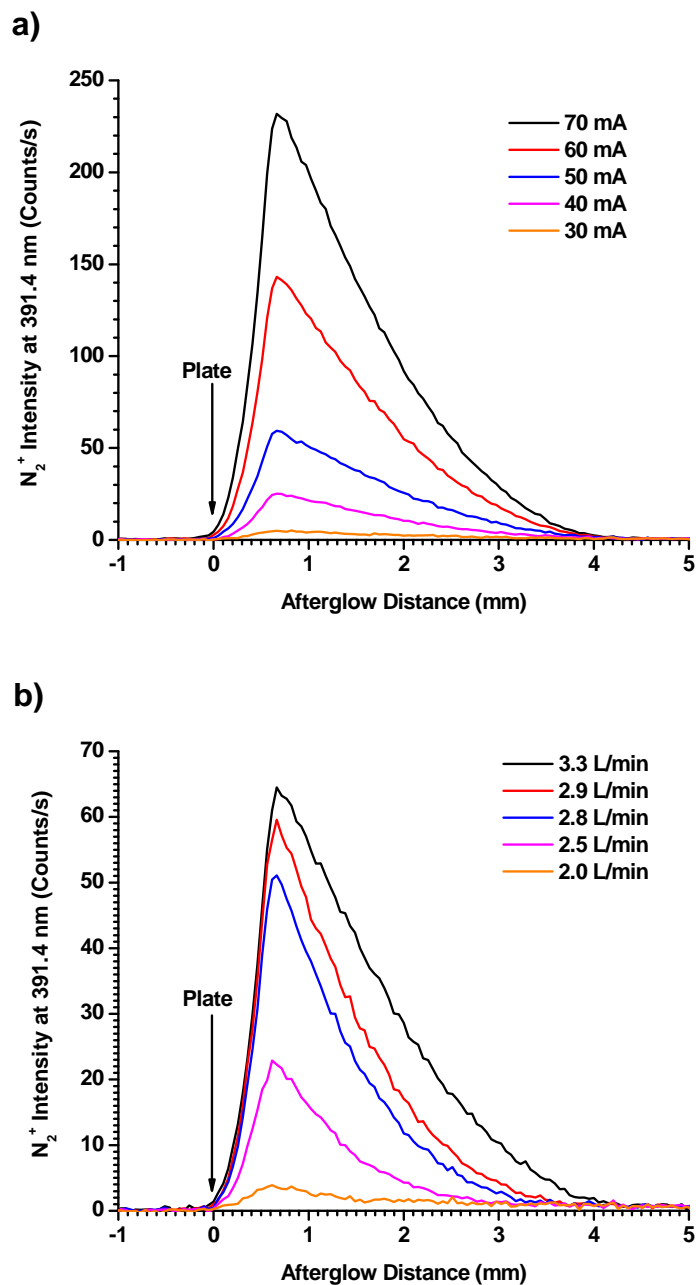 a)
250
200
150
100
50
0
N₂⁺ Intensity at 391.4 nm (Counts/s)
70 mA
60 mA
50 mA
40 mA
30 mA
Plate
-1 0 1 2 3 4 5
Afterglow Distance (mm)
b)
70
60
50
40
30
20
10
0
N₂⁺ Intensity at 391.4 nm (Counts/s)
3.3 L/min
2.9 L/min
2.8 L/min
2.5 L/min
2.0 L/min
Plate
-1 0 1 2 3 4 5
Afterglow Distance (mm)